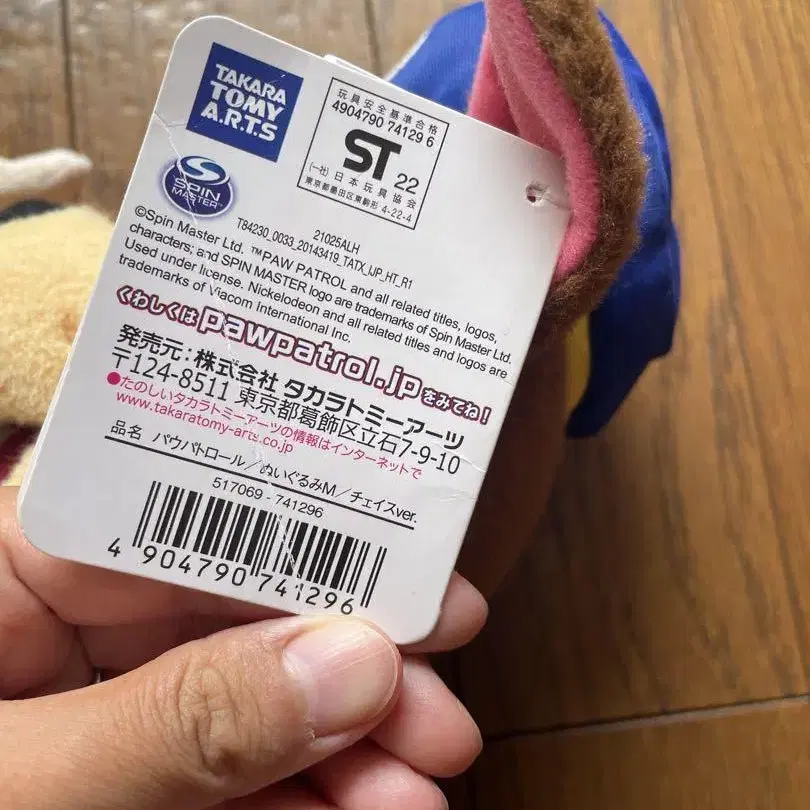 TAKARA
TOMY
A.R.T.S
玩具安全基準合格
4904790 74129 6
ST 22
(一社)日本玩具協会
東京都墨田区東駒形 4-22-4
SPIN
MASTER™
21025ALH
T84230_0033_20143419_TATX_IJP_HT_R1
©Spin Master Ltd. ™PAW PATROL and all related titles, logos,
characters; and SPIN MASTER logo are trademarks of Spin Master Ltd.
Used under license. Nickelodeon and all related titles and logos are
trademarks of Viacom International Inc.
くわしくは pawpatrol.jp をみてね!
発売元:株式会社 タカラトミーアーツ
〒124-8511 東京都葛飾区立石7-9-10
●たのしいタカラトミーアーツの情報はインターネットで
www.takaratomy-arts.co.jp
品名 パウパトロール/ぬいぐるみM/チェイスver.
517069-741296
4 904790 741296